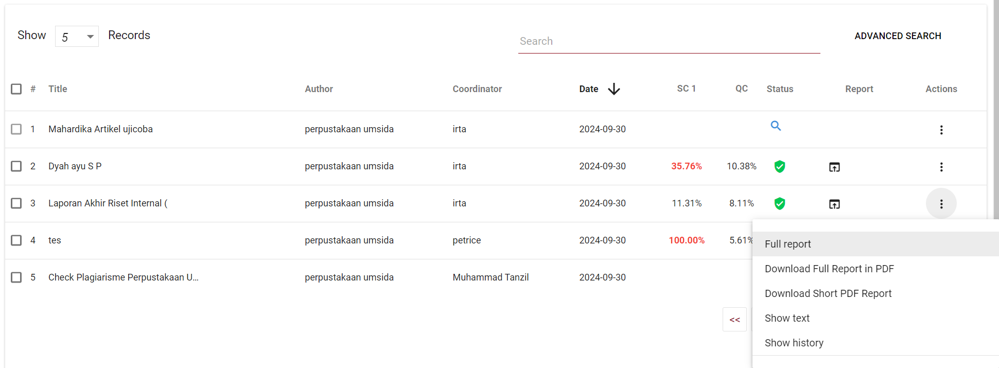 Show 5 Records Search ADVANCED SEARCH
# Title Author Coordinator Date SC 1 QC Status Report Actions
1 Mahardika Artikel ujicoba perpustakaan umsida irta 2024-09-30
2 Dyah ayu S P perpustakaan umsida irta 2024-09-30 35.76% 10.38%
3 Laporan Akhir Riset Internal ( perpustakaan umsida irta 2024-09-30 11.31% 8.11%
4 tes perpustakaan umsida petrice 2024-09-30 100.00% 5.61%
5 Check Plagiarisme Perpustakaan U... perpustakaan umsida Muhammad Tanzil 2024-09-30
<<
Full report
Download Full Report in PDF
Download Short PDF Report
Show text
Show history